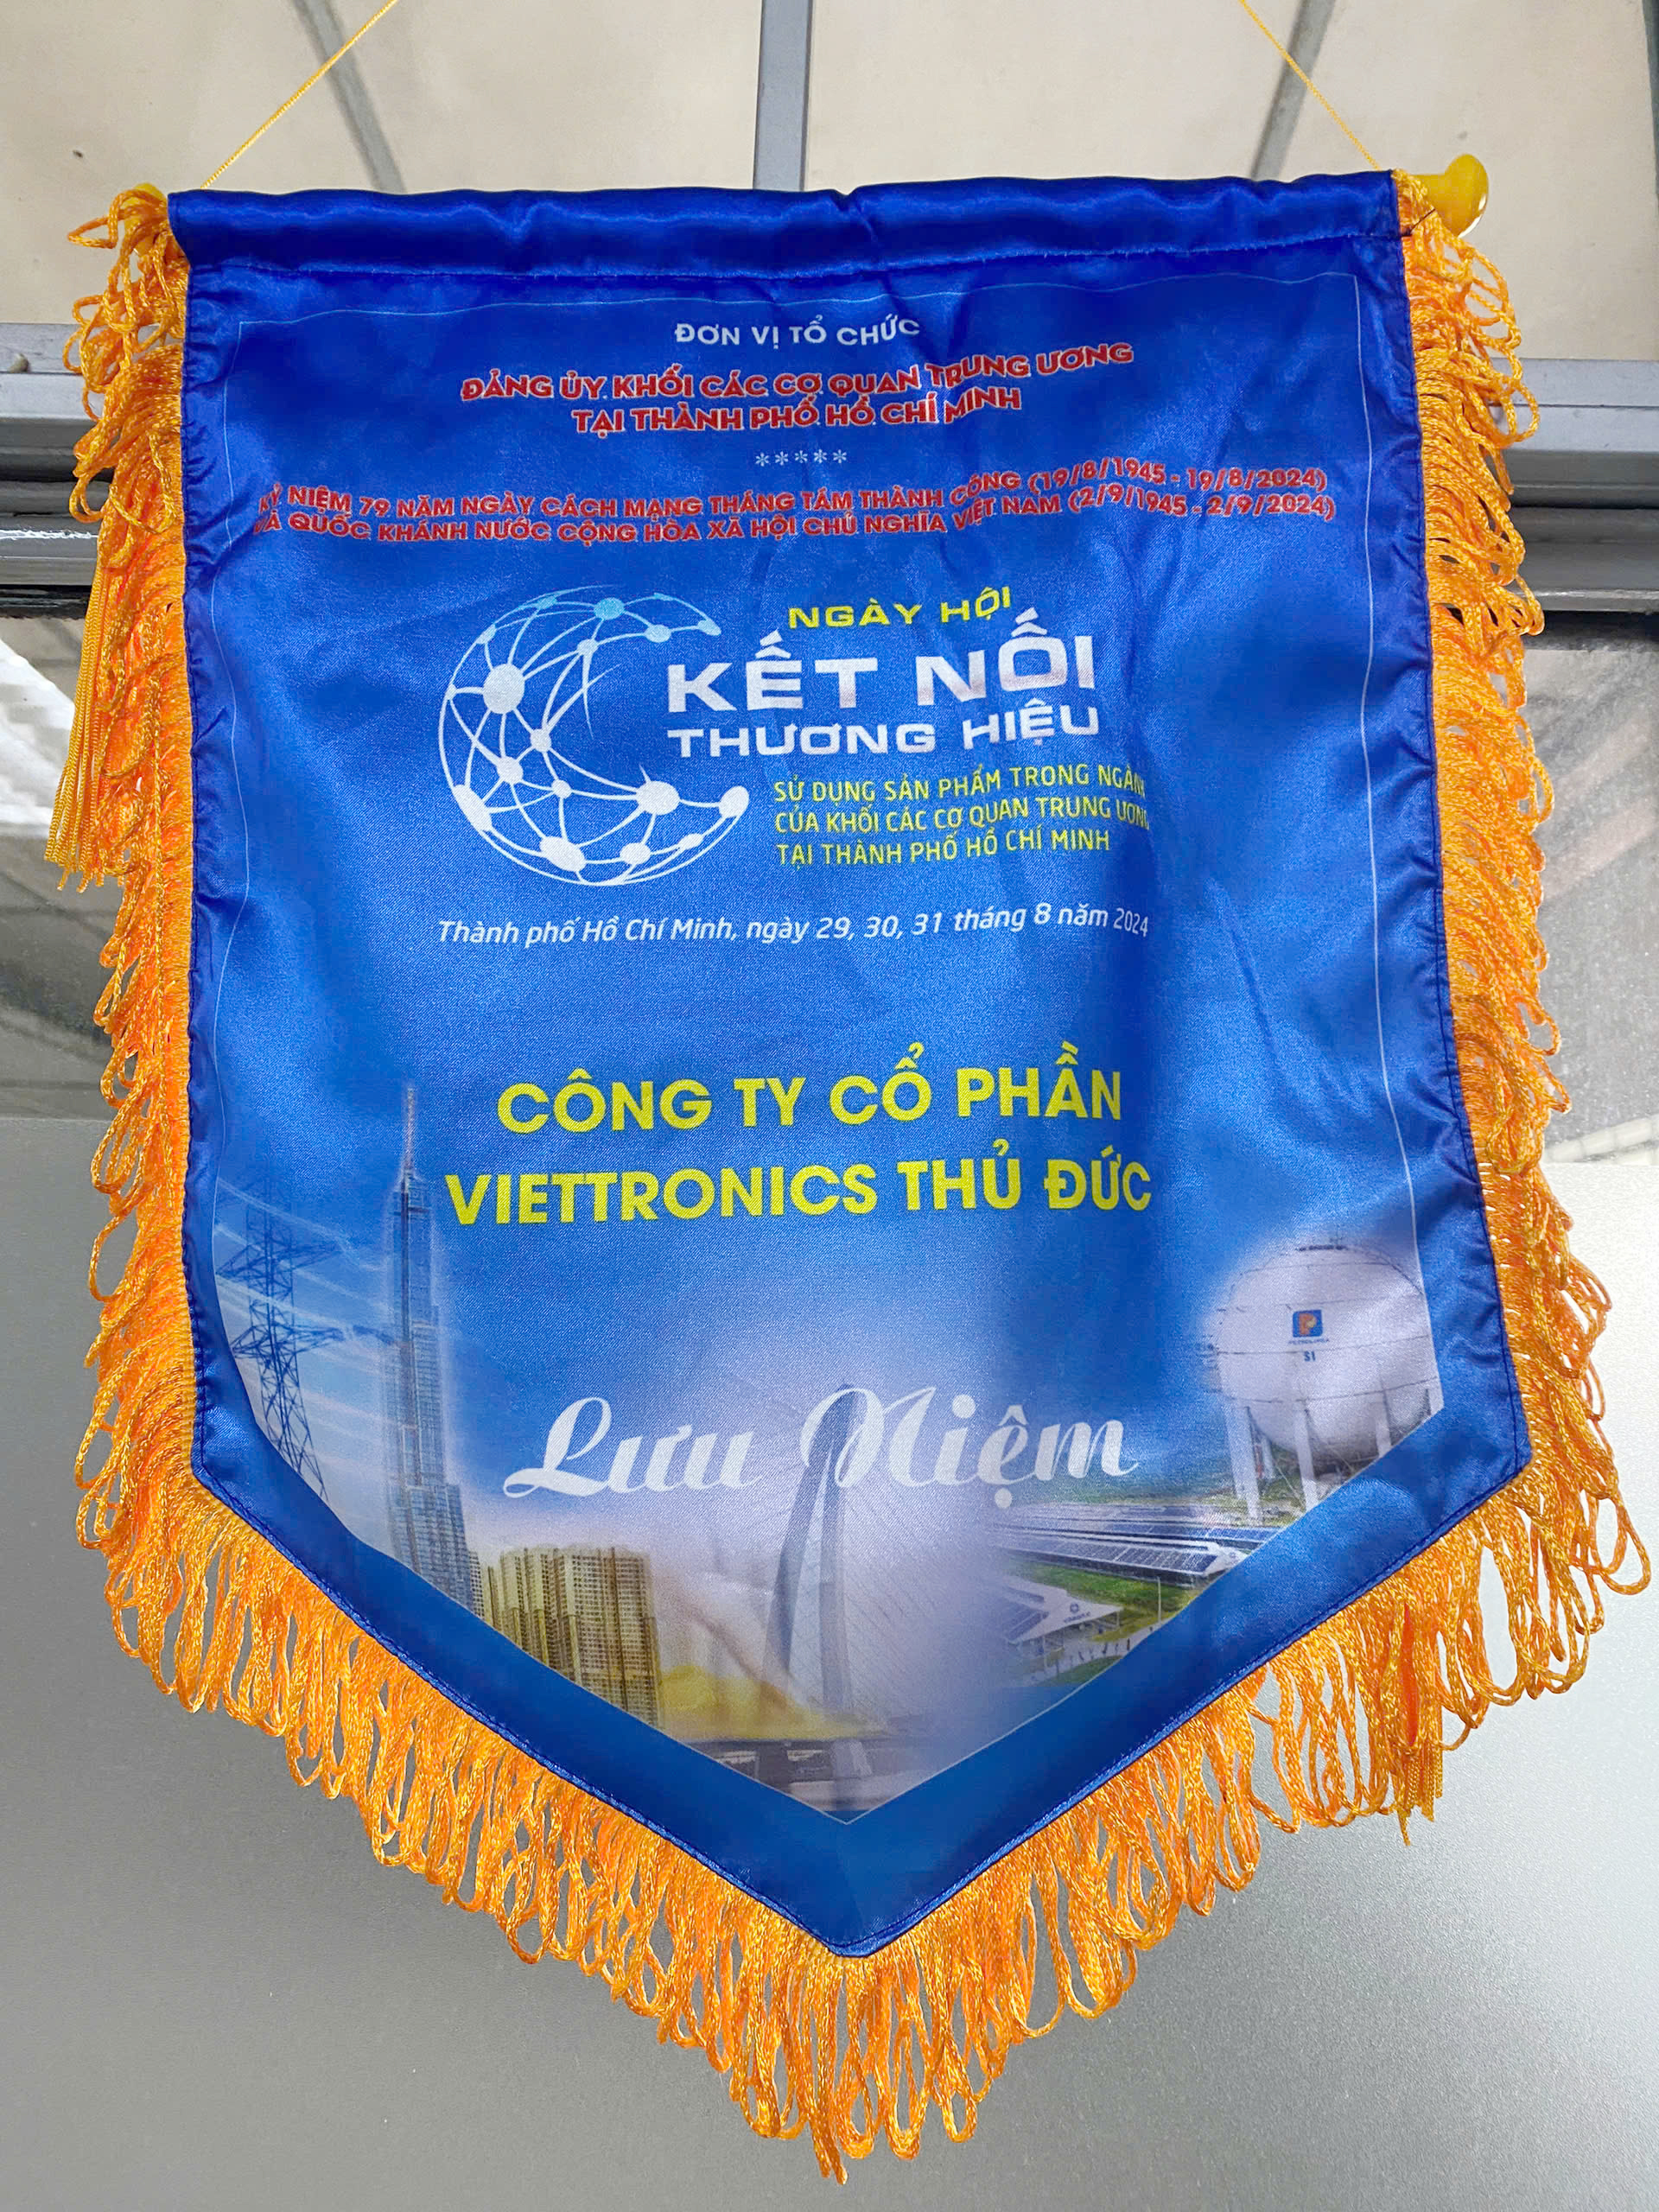 ĐƠN VỊ TỔ CHỨC
ĐẢNG ỦY KHỐI CÁC CƠ QUAN TRUNG ƯƠNG
TẠI THÀNH PHỐ HỒ CHÍ MINH
*****
KỶ NIỆM 79 NĂM NGÀY CÁCH MẠNG THÁNG TÁM THÀNH CÔNG (19/8/1945 - 19/8/2024)
VÀ QUỐC KHÁNH NƯỚC CỘNG HÒA XÃ HỘI CHỦ NGHĨA VIỆT NAM (2/9/1945 - 2/9/2024)
NGÀY HỘI
KẾT NỐI
THƯƠNG HIỆU
SỬ DỤNG SẢN PHẨM TRONG NGÀNH
CỦA KHỐI CÁC CƠ QUAN TRUNG ƯƠNG
TẠI THÀNH PHỐ HỒ CHÍ MINH
Thành phố Hồ Chí Minh, ngày 29, 30, 31 tháng 8 năm 2024
CÔNG TY CỔ PHẦN
VIETTRONICS THỦ ĐỨC
PETROLIMEX
S1
Lưu Niệm